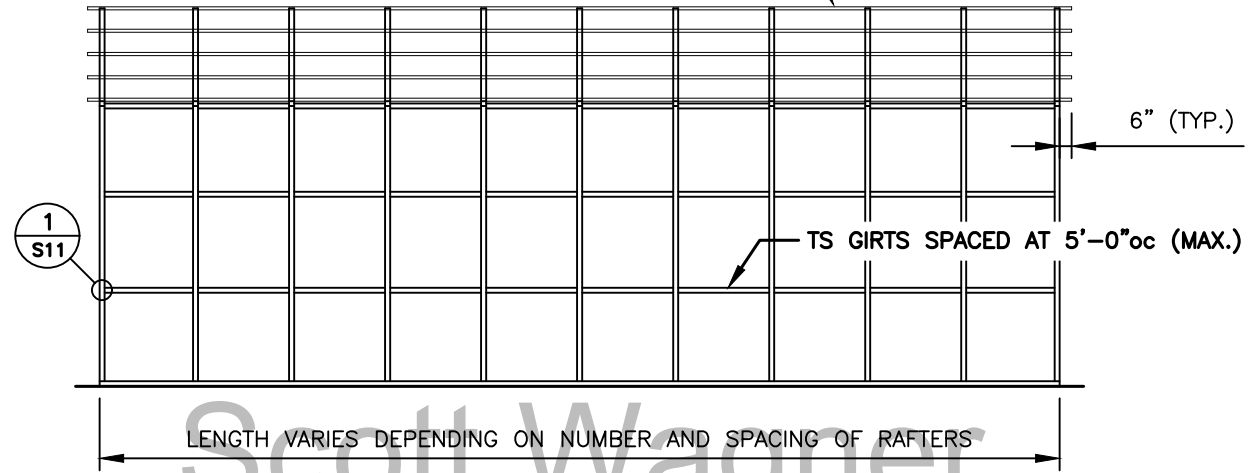 6" (TYP.)
1
S11
TS GIRTS SPACED AT 5'-0"oc (MAX.)
LENGTH VARIES DEPENDING ON NUMBER AND SPACING OF RAFTERS
Scott Wagner